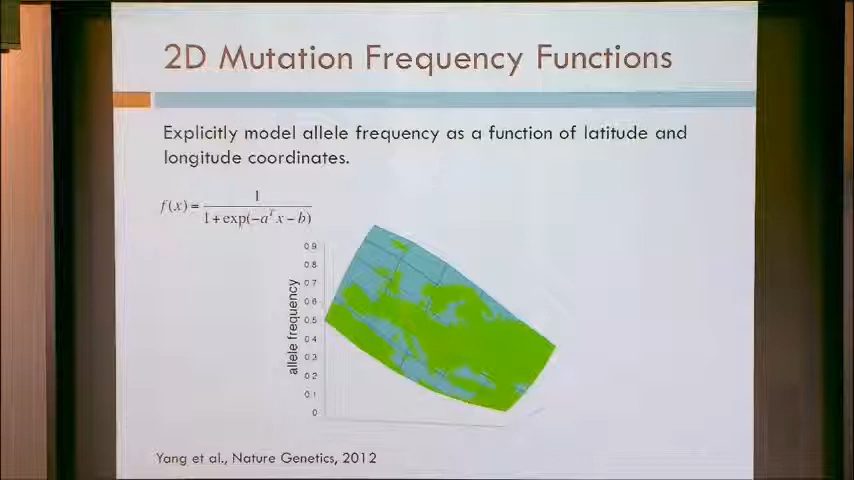 2D Mutation Frequency Functions
Explicitly model allele frequency as a function of latitude and
longitude coordinates.
f(x) = 1 / 1+exp(-aᵀx-b)
0.9
0.8
0.7
0.6
0.5
0.4
0.3
0.2
0.1
0
allele frequency
Yang et al., Nature Genetics, 2012